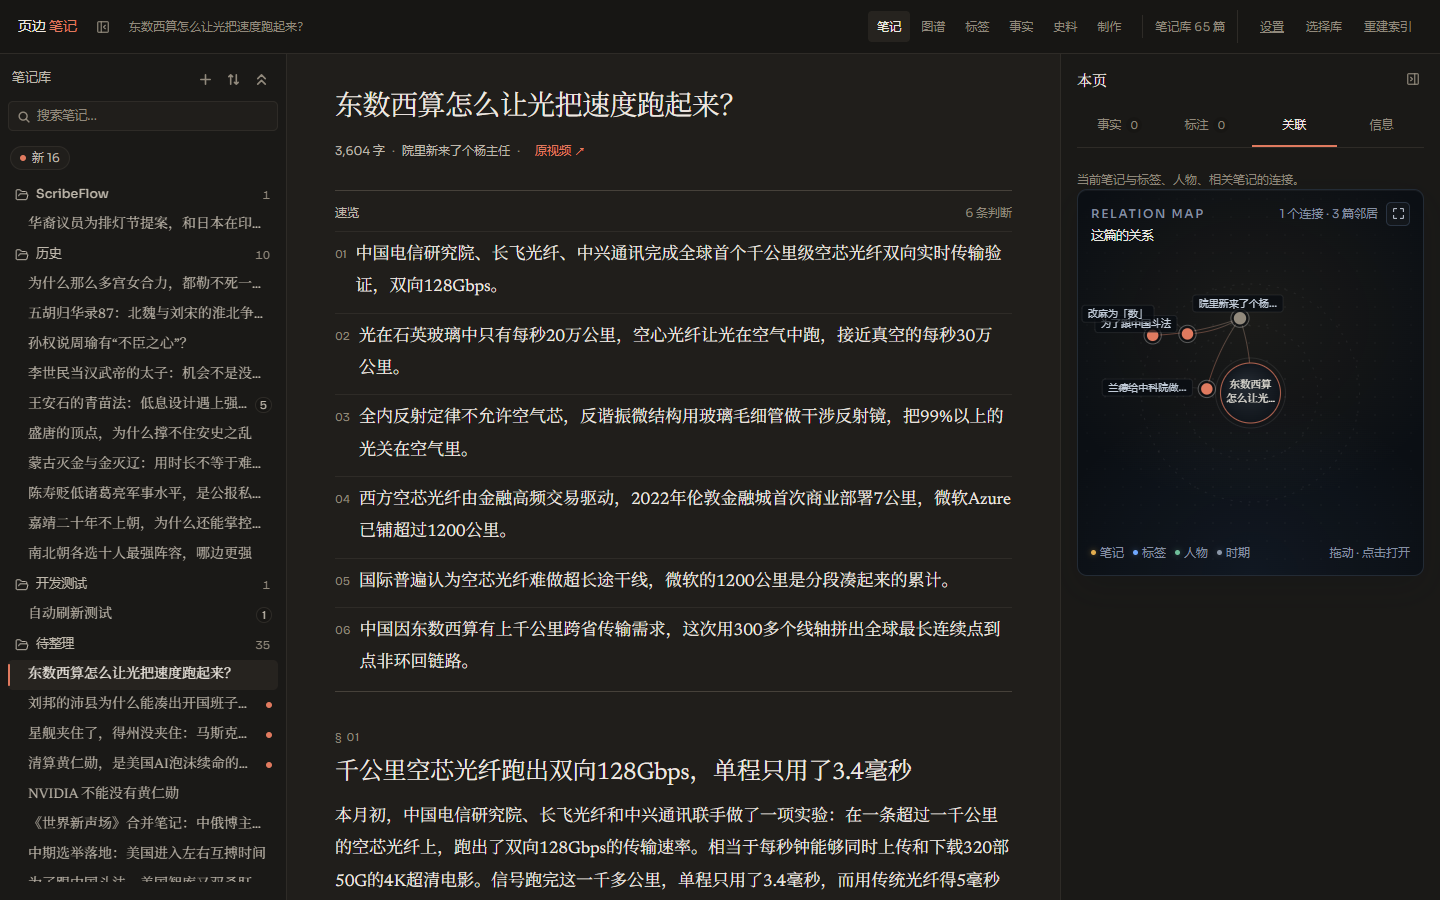 页边 笔记
东数西算怎么让光把速度跑起来?
笔记 图谱 标签 事实 史料 制作 笔记库 65 篇 设置 选择库 重建索引
笔记库
搜索笔记...
新 16
ScribeFlow 1
华裔议员为排灯节提案，和日本在印...
历史 10
为什么那么多宫女合力，都勒不死一...
五胡归华录87：北魏与刘宋的淮北争...
孙权说周瑜有“不臣之心”？
李世民当汉武帝的太子：机会不是没...
王安石的青苗法：低息设计遇上强... 5
盛唐的顶点，为什么撑不住安史之乱
蒙古灭金与金灭辽：用时长不等于难...
陈寿贬低诸葛亮军事水平，是公报私...
嘉靖二十年不上朝，为什么还能掌控...
南北朝各选十人最强阵容，哪边更强
开发测试 1
自动刷新测试 1
待整理 35
东数西算怎么让光把速度跑起来？
刘邦的沛县为什么能凑出开国班子...
星舰夹住了，得州没夹住：马斯克...
清算黄仁勋，是美国AI泡沫续命的...
NVIDIA 不能没有黄仁勋
《世界新声场》合并笔记：中俄博主...
中期选举落地：美国进入左右互搏时间
东数西算怎么让光把速度跑起来？
3,604 字 · 院里新来了个杨主任 · 原视频 ↗
速览 6 条判断
01 中国电信研究院、长飞光纤、中兴通讯完成全球首个千公里级空芯光纤双向实时传输验
证，双向128Gbps。
02 光在石英玻璃中只有每秒20万公里，空心光纤让光在空气中跑，接近真空的每秒30万
公里。
03 全内反射定律不允许空气芯，反谐振微结构用玻璃毛细管做干涉反射镜，把99%以上的
光关在空气里。
04 西方空芯光纤由金融高频交易驱动，2022年伦敦金融城首次商业部署7公里，微软Azure
已铺超过1200公里。
05 国际普遍认为空芯光纤难做超长途干线，微软的1200公里是分段凑起来的累计。
06 中国因东数西算有上千公里跨省传输需求，这次用300多个线轴拼出全球最长连续点到
点非环回链路。
§ 01
千公里空芯光纤跑出双向128Gbps，单程只用了3.4毫秒
本月初，中国电信研究院、长飞光纤和中兴通讯联手做了一项实验：在一条超过一千公里
的空芯光纤上，跑出了双向128Gbps的传输速率。相当于每秒钟能够同时上传和下载320部
50G的4K超清电影。信号跑完这一千多公里，单程只用了3.4毫秒，而用传统光纤得5毫秒
本页
事实 0 标注 0 关联 信息
当前笔记与标签、人物、相关笔记的连接。
RELATION MAP 1 个连接 · 3 篇邻居
这篇的关系
院里新来了个杨...
改麻为「数」
为了跟中国斗法
兰德给中科院做...
东数西算
怎么让光...
笔记 标签 人物 时期 拖动 · 点击打开